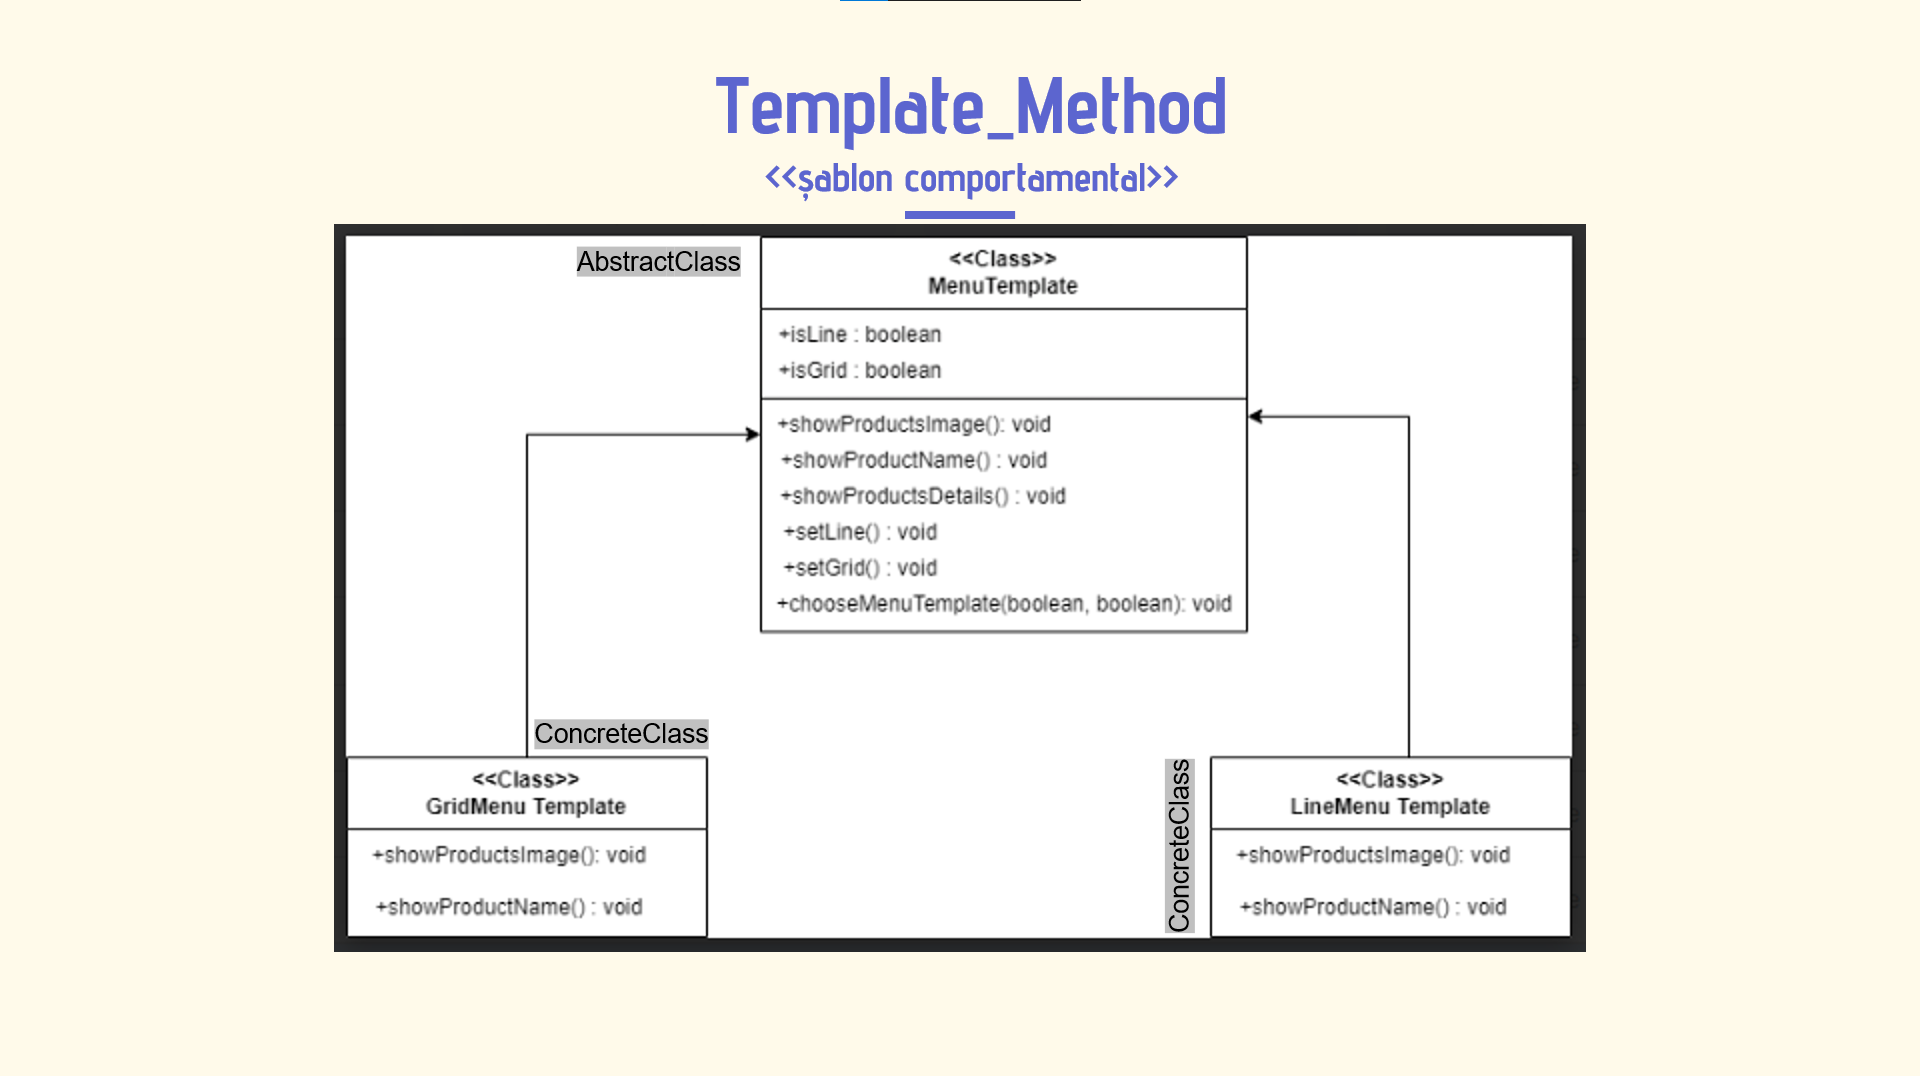 Template_Method
<<șablon comportamental>>
AbstractClass
<<Class>>
MenuTemplate
+isLine : boolean
+isGrid : boolean
+showProductsImage(): void
+showProductName() : void
+showProductsDetails() : void
+setLine() : void
+setGrid() : void
+chooseMenuTemplate(boolean, boolean): void
ConcreteClass
<<Class>>
GridMenu Template
+showProductsImage(): void
+showProductName() : void
ConcreteClass
<<Class>>
LineMenu Template
+showProductsImage(): void
+showProductName() : void